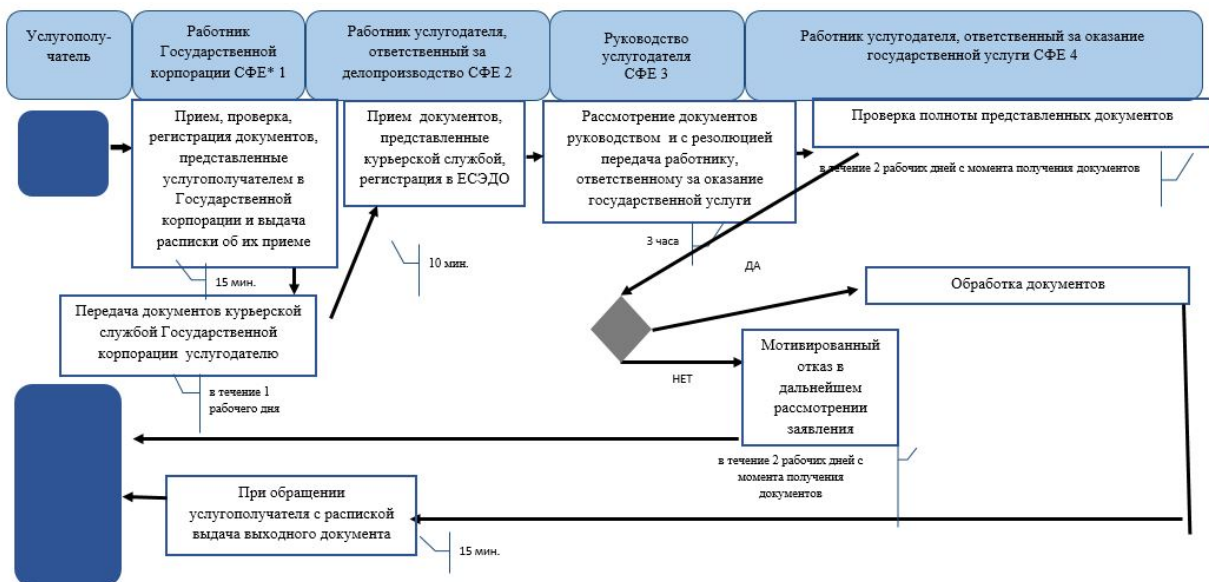 Услугополу-
чатель
Работник
Государственной
корпорации СФЕ* 1
Работник услугодателя,
ответственный за
делопроизводство СФЕ 2
Руководство
услугодателя
СФЕ 3
Работник услугодателя, ответственный за оказание
государственной услуги СФЕ 4
Прием, проверка,
регистрация документов,
представленные
услугополучателем в
Государственной
корпорации и выдача
расписки об их приеме
15 мин.
Прием документов,
представленные
курьерской службой,
регистрация в ЕСЭДО
10 мин.
Рассмотрение документов
руководством и с резолюцией
передача работнику,
ответственному за оказание
государственной услуги
3 часа
Проверка полноты представленных документов
в течение 2 рабочих дней с момента получения документов
ДА
Передача документов курьерской
службой Государственной
корпорации услугодателю
в течение 1
рабочего дня
Обработка документов
НЕТ
Мотивированный
отказ в
дальнейшем
рассмотрении
заявления
в течение 2 рабочих дней с
момента получения
документов
При обращении
услугополучателя с распиской
выдача выходного документа
15 мин.